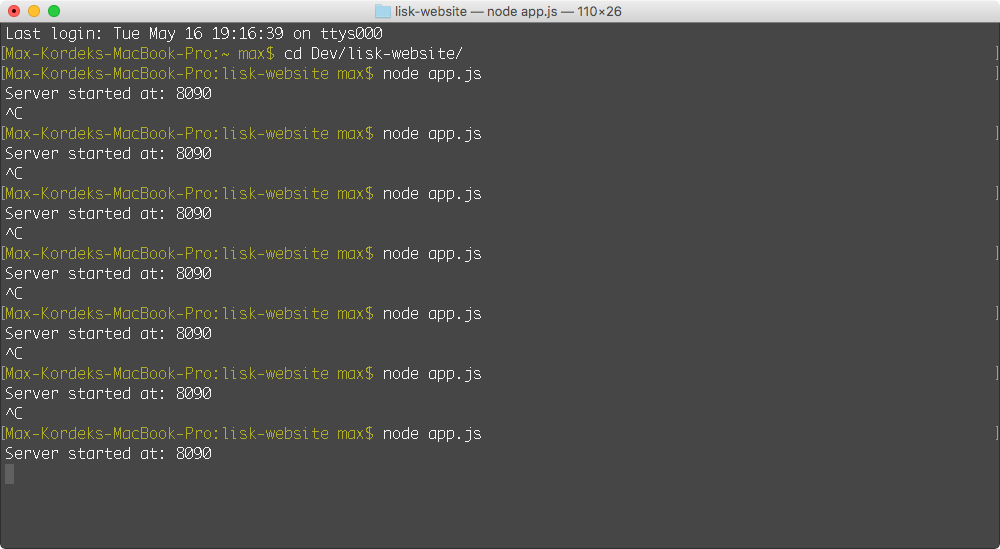 lisk-website — node app.js — 110×26
Last login: Tue May 16 19:16:39 on ttys000
[Max-Kordeks-MacBook-Pro:~ max$ cd Dev/lisk-website/ ]
[Max-Kordeks-MacBook-Pro:lisk-website max$ node app.js ]
Server started at: 8090
^C
[Max-Kordeks-MacBook-Pro:lisk-website max$ node app.js ]
Server started at: 8090
^C
[Max-Kordeks-MacBook-Pro:lisk-website max$ node app.js ]
Server started at: 8090
^C
[Max-Kordeks-MacBook-Pro:lisk-website max$ node app.js ]
Server started at: 8090
^C
[Max-Kordeks-MacBook-Pro:lisk-website max$ node app.js ]
Server started at: 8090
^C
[Max-Kordeks-MacBook-Pro:lisk-website max$ node app.js ]
Server started at: 8090
^C
[Max-Kordeks-MacBook-Pro:lisk-website max$ node app.js ]
Server started at: 8090